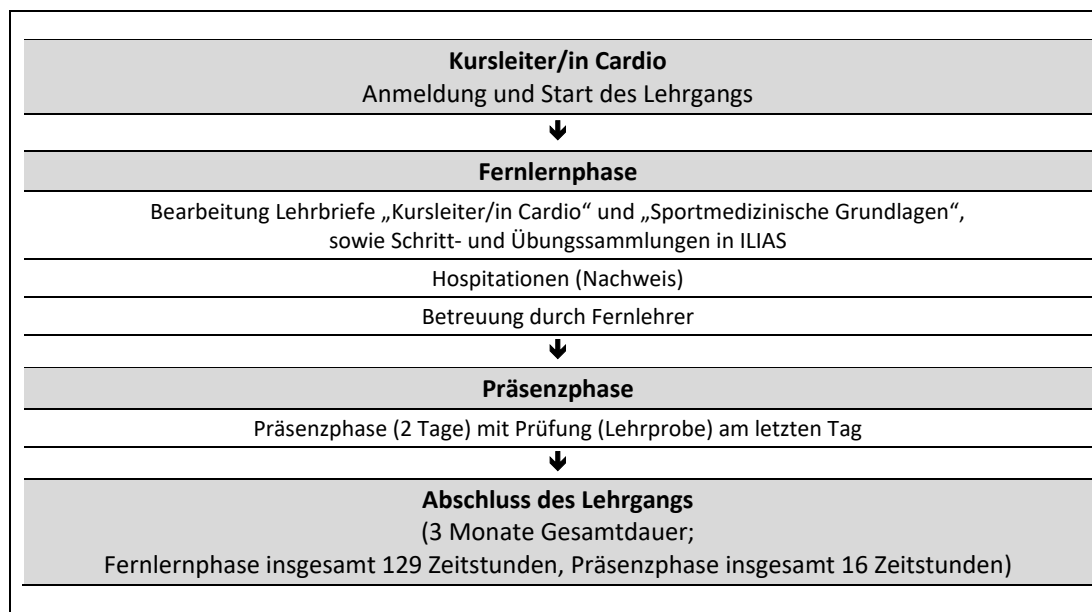 Kursleiter/in Cardio
Anmeldung und Start des Lehrgangs
Fernlernphase
Bearbeitung Lehrbriefe „Kursleiter/in Cardio“ und „Sportmedizinische Grundlagen“,
sowie Schritt- und Übungssammlungen in ILIAS
Hospitationen (Nachweis)
Betreuung durch Fernlehrer
Präsenzphase
Präsenzphase (2 Tage) mit Prüfung (Lehrprobe) am letzten Tag
Abschluss des Lehrgangs
(3 Monate Gesamtdauer;
Fernlernphase insgesamt 129 Zeitstunden, Präsenzphase insgesamt 16 Zeitstunden)